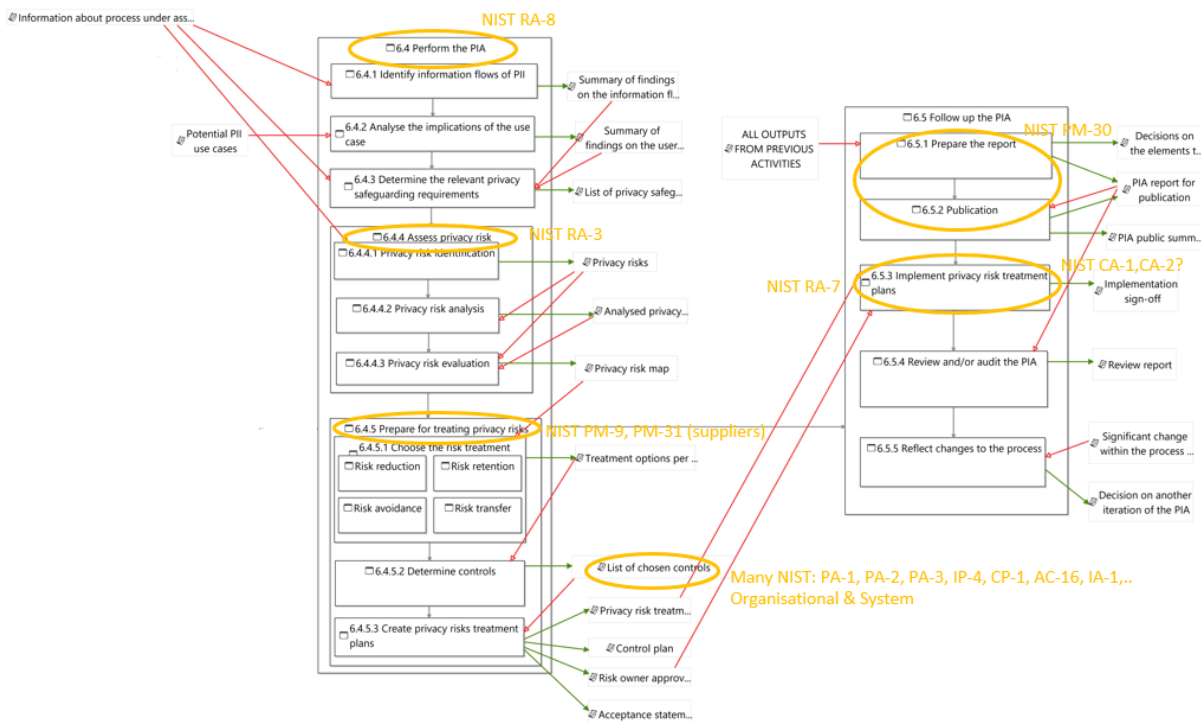 Information about process under ass...
NIST RA-8
6.4 Perform the PIA
6.4.1 Identify information flows of PII
Summary of findings
on the information fl...
Potential PII
use cases
6.4.2 Analyse the implications of the use
case
Summary of
findings on the user...
6.4.3 Determine the relevant privacy
safeguarding requirements
List of privacy safeg...
6.4.4 Assess privacy risk
NIST RA-3
6.4.4.1 Privacy risk identification
Privacy risks
6.4.4.2 Privacy risk analysis
Analysed privacy...
6.4.4.3 Privacy risk evaluation
Privacy risk map
6.4.5 Prepare for treating privacy risks
NIST PM-9, PM-31 (suppliers)
6.4.5.1 Choose the risk treatment
Treatment options per ...
Risk reduction
Risk retention
Risk avoidance
Risk transfer
6.4.5.2 Determine controls
List of chosen controls
Many NIST: PA-1, PA-2, PA-3, IP-4, CP-1, AC-16, IA-1,..
Organisational & System
6.4.5.3 Create privacy risks treatment
plans
Privacy risk treatm...
Control plan
Risk owner approv...
Acceptance statem...
6.5 Follow up the PIA
NIST PM-30
ALL OUTPUTS
FROM PREVIOUS
ACTIVITIES
6.5.1 Prepare the report
Decisions on
the elements t...
PIA report for
publication
6.5.2 Publication
PIA public summ...
NIST RA-7
6.5.3 Implement privacy risk treatment
plans
NIST CA-1,CA-2?
Implementation
sign-off
6.5.4 Review and/or audit the PIA
Review report
6.5.5 Reflect changes to the process
Significant change
within the process ...
Decision on another
iteration of the PIA